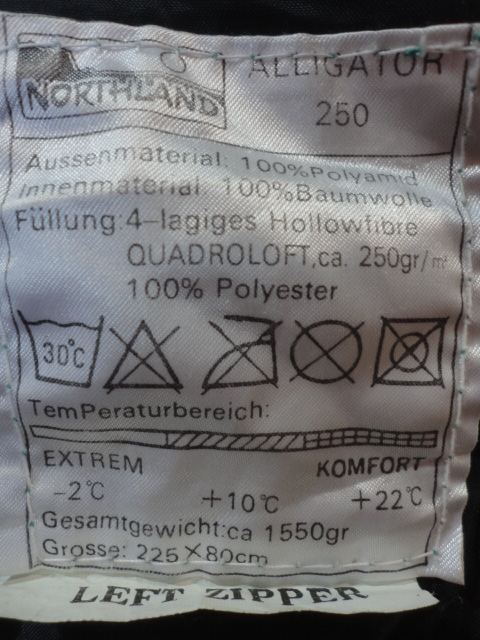 NORTHLAND
ALLIGATOR
250
Aussenmaterial: 100%Polyamid
Innenmaterial: 100%Baumwolle
Füllung:4-lagiges Hollowfibre
QUADROLOFT,ca. 250gr/m²
100% Polyester
30°C
TemPeraturbereich:
EXTREM KOMFORT
-2°C +10°C +22°C
Gesamtgewicht:ca 1550gr
Grosse: 225×80cm
LEFT ZIPPER